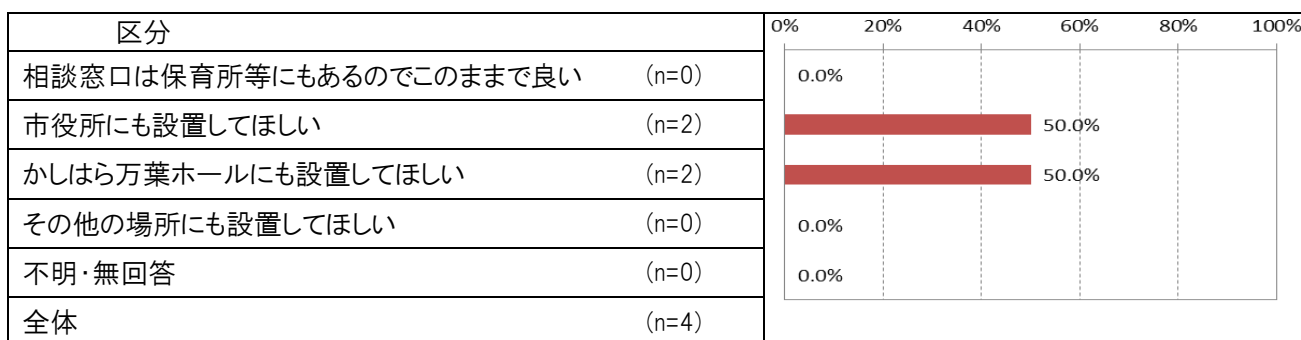 区分
0% 20% 40% 60% 80% 100%
相談窓口は保育所等にもあるのでこのままで良い (n=0) 0.0%
市役所にも設置してほしい (n=2) 50.0%
かしはら万葉ホールにも設置してほしい (n=2) 50.0%
その他の場所にも設置してほしい (n=0) 0.0%
不明・無回答 (n=0) 0.0%
全体 (n=4)